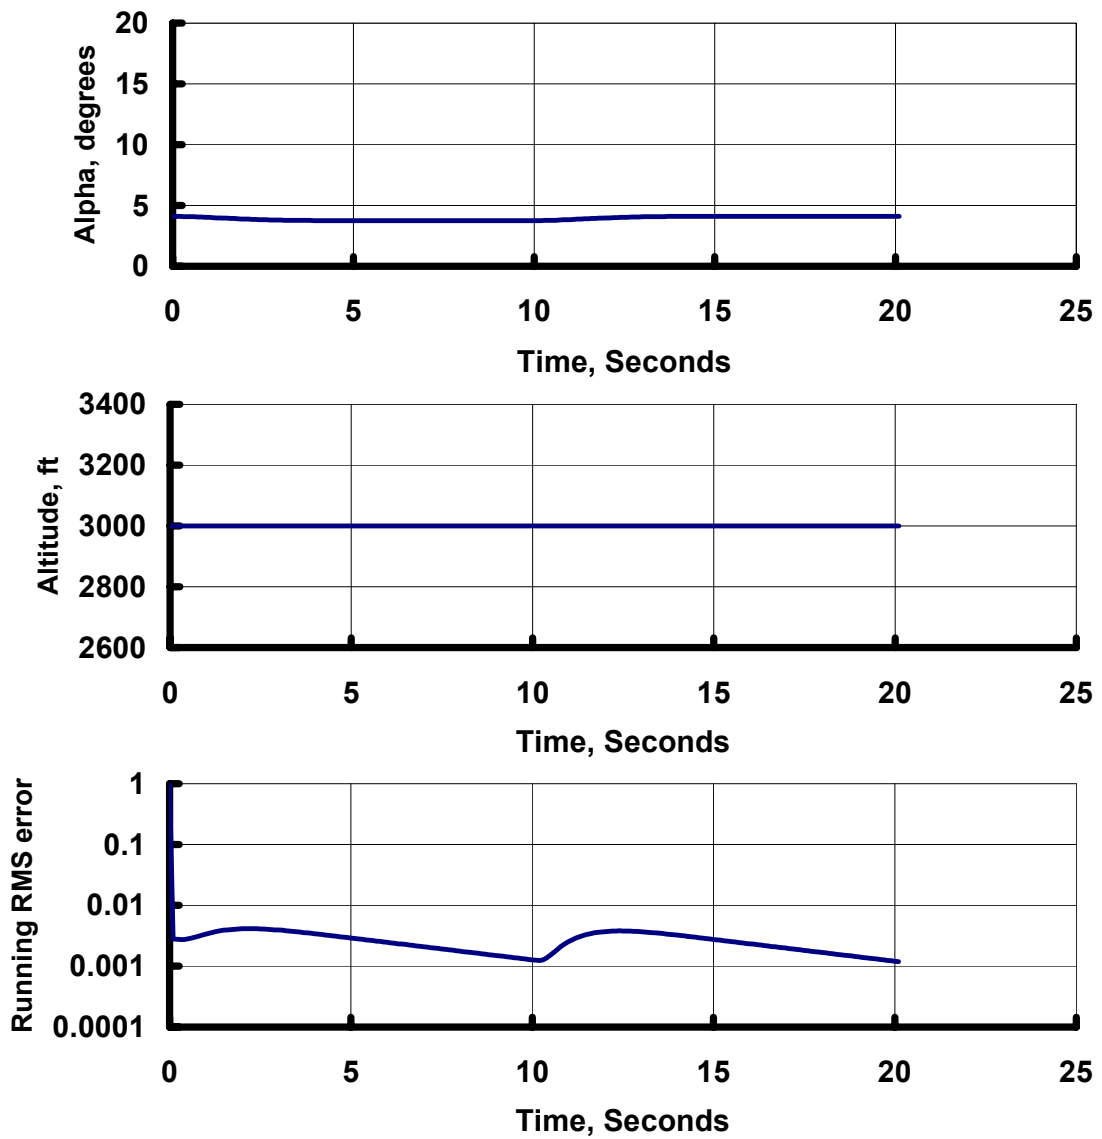 20
15
10
5
0
Alpha, degrees
0 5 10 15 20 25
Time, Seconds
3400
3200
3000
2800
2600
Altitude, ft
0 5 10 15 20 25
Time, Seconds
1
0.1
0.01
0.001
0.0001
Running RMS error
0 5 10 15 20 25
Time, Seconds